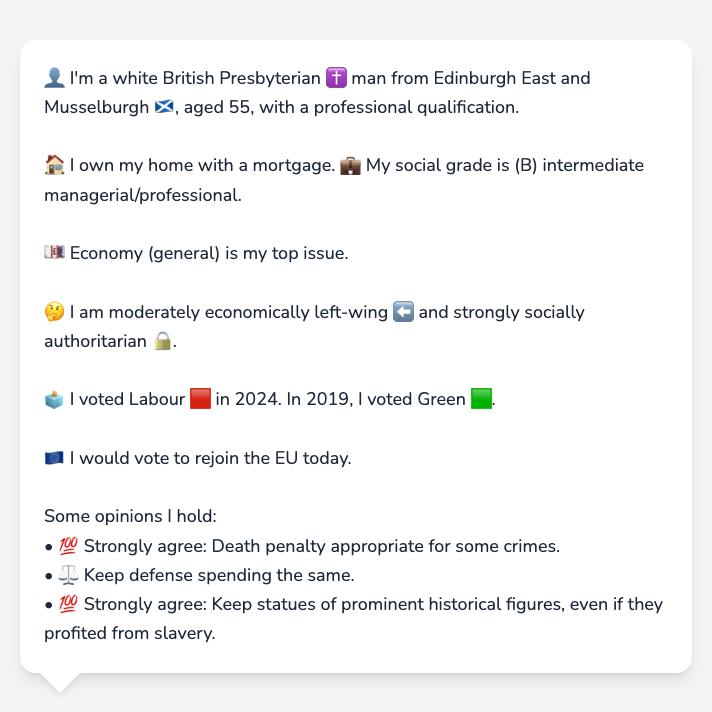 👤 I'm a white British Presbyterian ✝️ man from Edinburgh East and
Musselburgh 🏴󠁧󠁢󠁳󠁣󠁴󠁿, aged 55, with a professional qualification.
🏠 I own my home with a mortgage. 💼 My social grade is (B) intermediate
managerial/professional.
💷 Economy (general) is my top issue.
🤔 I am moderately economically left-wing ⬅️ and strongly socially
authoritarian 🔒.
🗳️ I voted Labour 🟥 in 2024. In 2019, I voted Green 🟩.
🇪🇺 I would vote to rejoin the EU today.
Some opinions I hold:
• 💯 Strongly agree: Death penalty appropriate for some crimes.
• ⚖️ Keep defense spending the same.
• 💯 Strongly agree: Keep statues of prominent historical figures, even if they
profited from slavery.